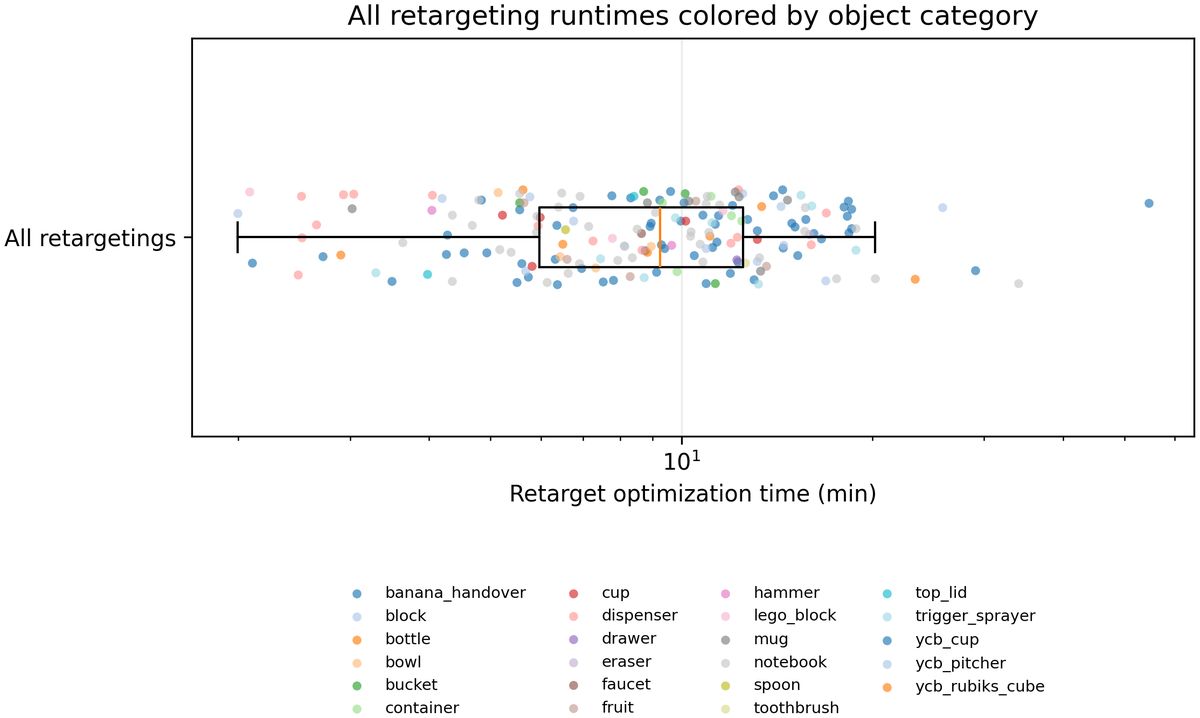 All retargeting runtimes colored by object category
All retargetings
10¹
Retarget optimization time (min)
banana_handover
block
bottle
bowl
bucket
container
cup
dispenser
drawer
eraser
faucet
fruit
hammer
lego_block
mug
notebook
spoon
toothbrush
top_lid
trigger_sprayer
ycb_cup
ycb_pitcher
ycb_rubiks_cube